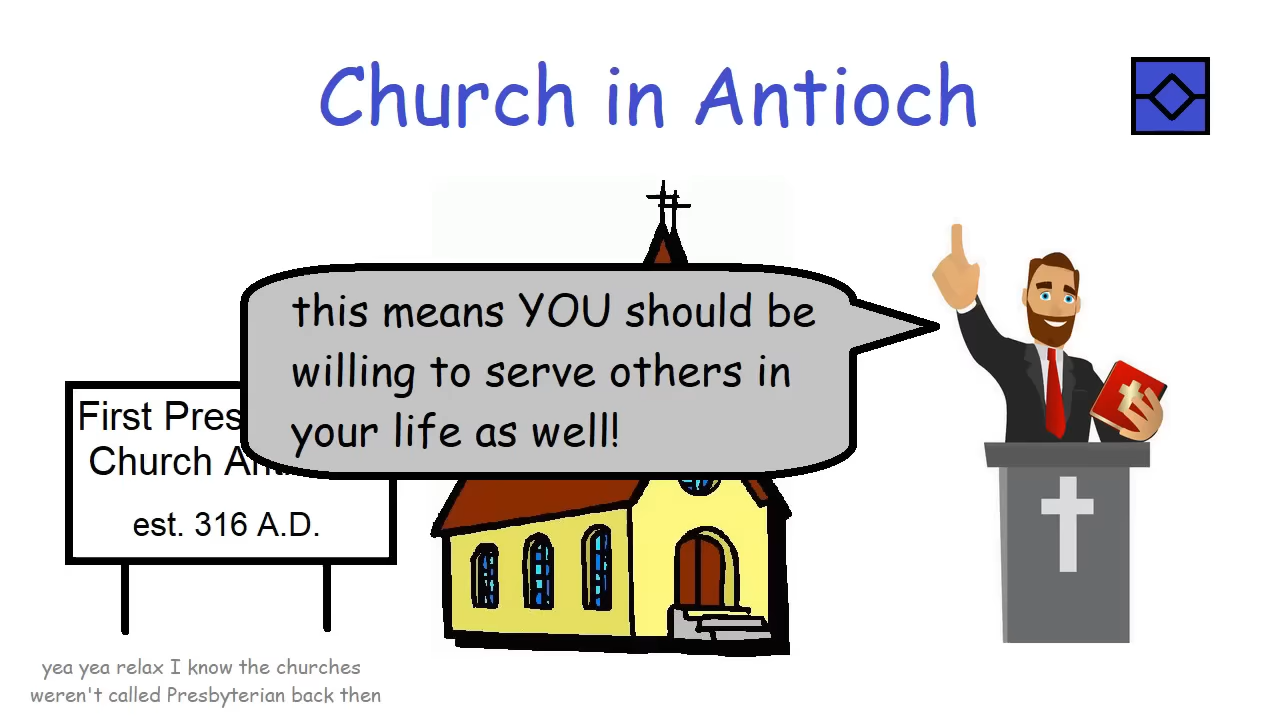 Church in Antioch
this means YOU should be
willing to serve others in
your life as well!
First Pres
Church An
est. 316 A.D.
yea yea relax I know the churches
weren't called Presbyterian back then